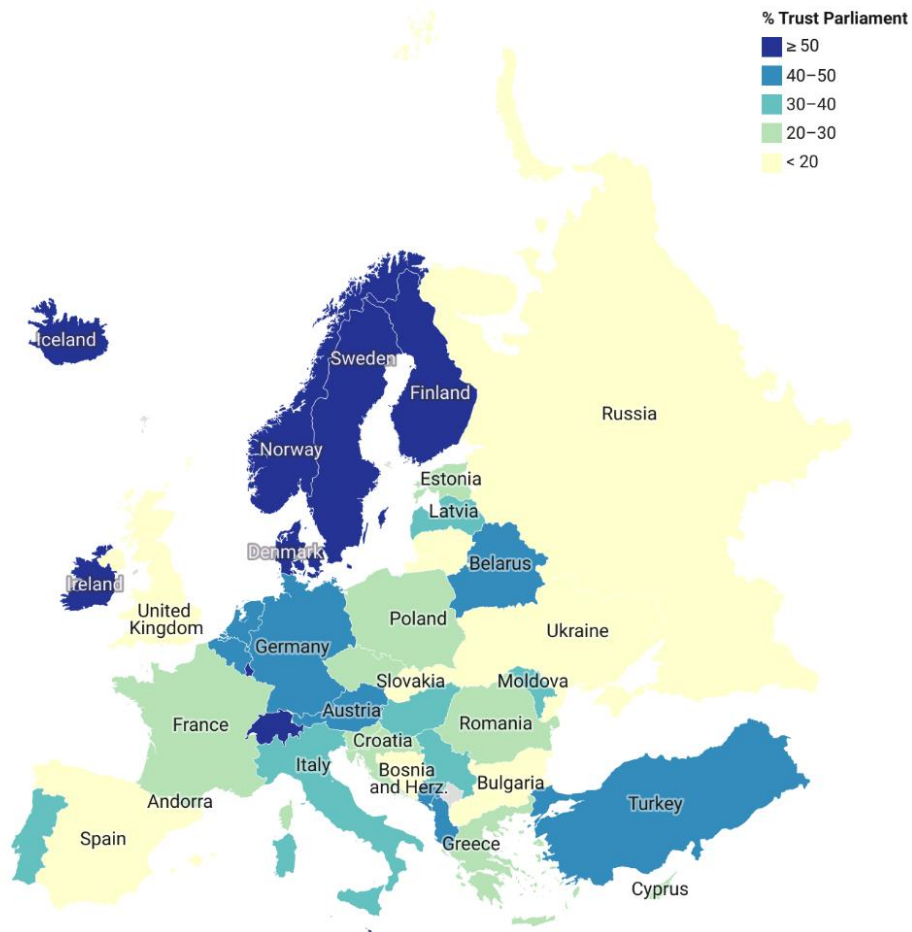 % Trust Parliament
≥ 50
40–50
30–40
20–30
< 20
Iceland
Sweden
Finland
Russia
Norway
Estonia
Latvia
Denmark
Belarus
Ireland
United
Kingdom
Poland
Ukraine
Germany
Slovakia
Moldova
Austria
France
Romania
Croatia
Italy
Bosnia
and Herz.
Bulgaria
Andorra
Turkey
Spain
Greece
Cyprus